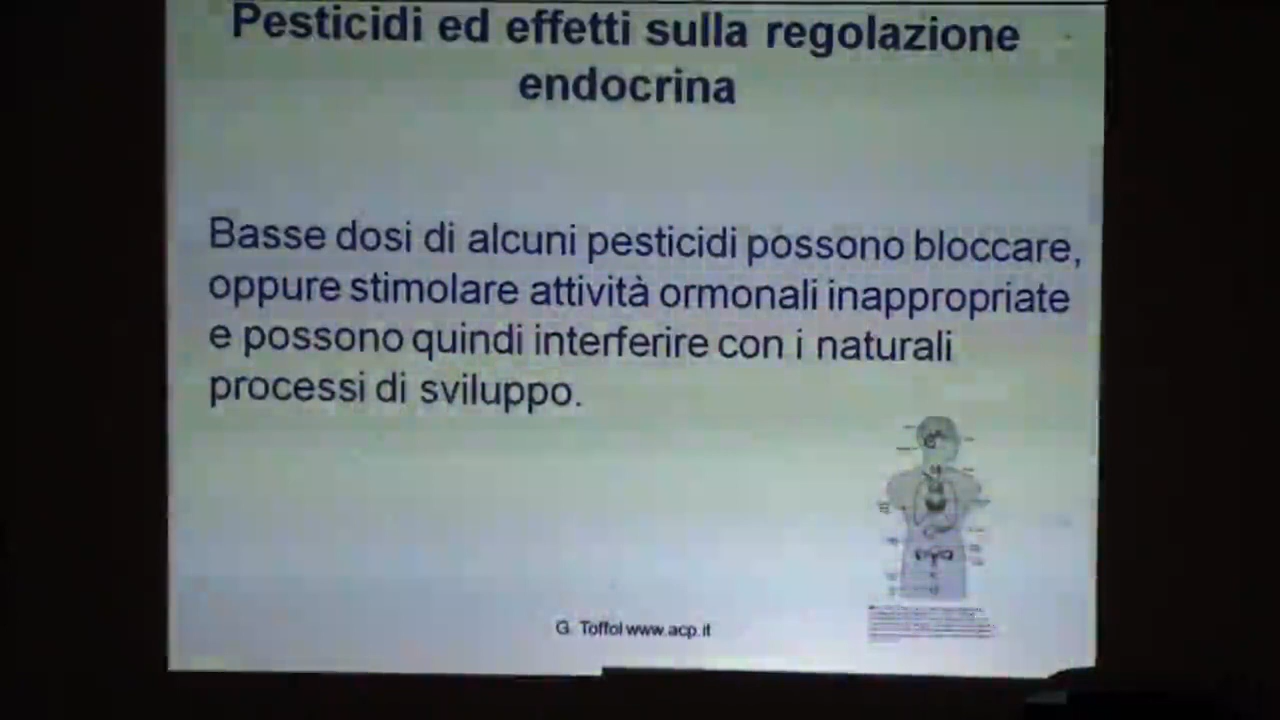 Pesticidi ed effetti sulla regolazione
endocrina
Basse dosi di alcuni pesticidi possono bloccare,
oppure stimolare attività ormonali inappropriate
e possono quindi interferire con i naturali
processi di sviluppo.
G. Toffol www.acp.it